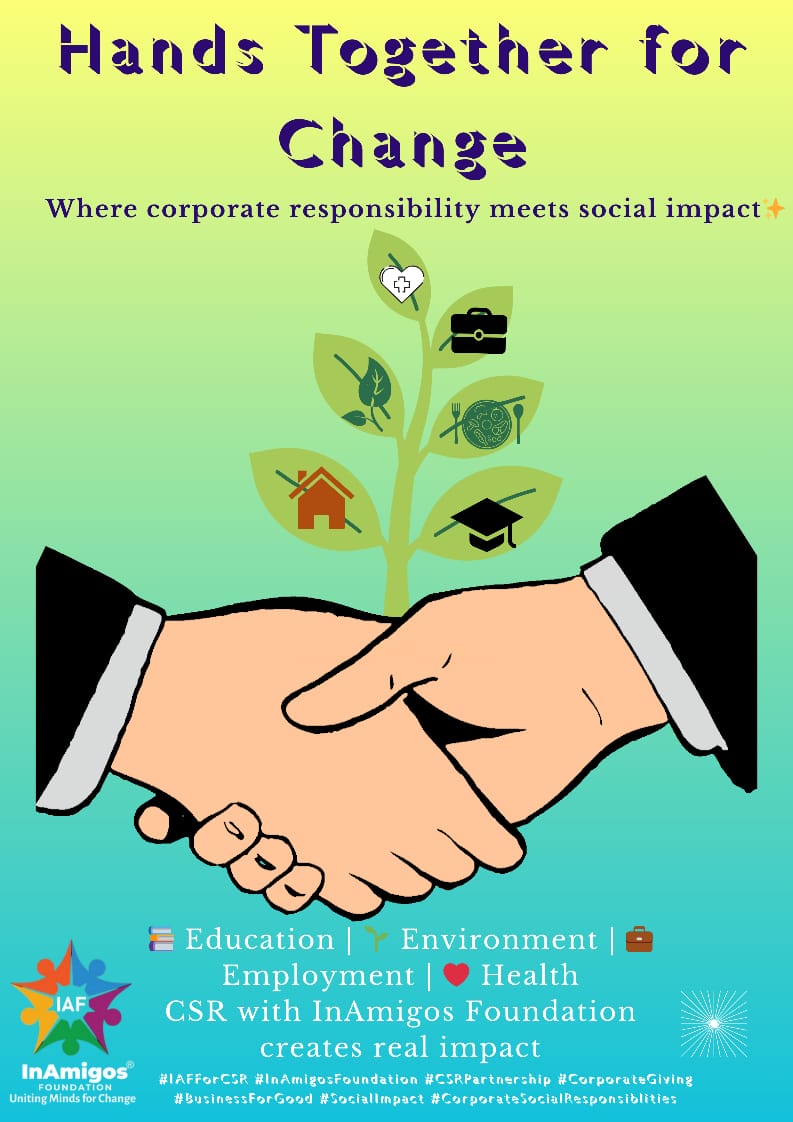 Hands Together for
Change
Where corporate responsibility meets social impact✨
📚 Education | 🌱 Environment | 💼
Employment | ❤️ Health
CSR with InAmigos Foundation
creates real impact
IAF
InAmigos®
FOUNDATION
Uniting Minds for Change
#IAFForCSR #InAmigosFoundation #CSRPartnership #CorporateGiving
#BusinessForGood #SocialImpact #CorporateSocialResponsiblities